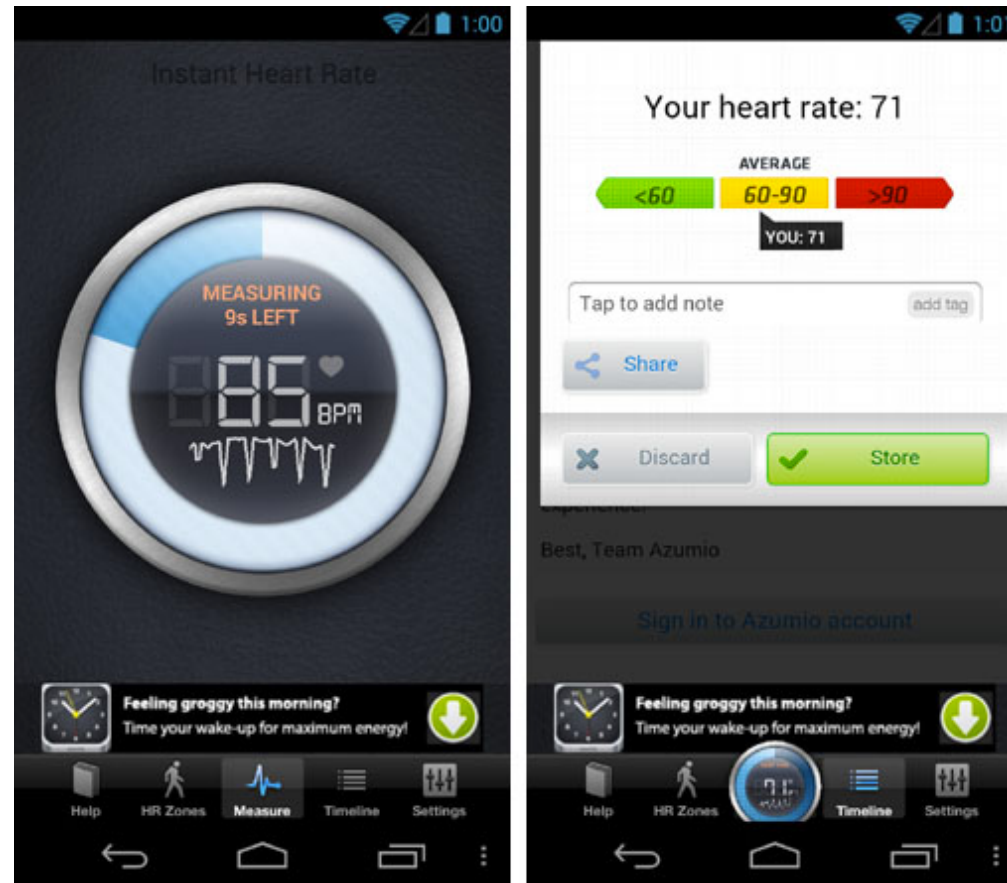 1:00
Instant Heart Rate
MEASURING
9s LEFT
85 BPM
Feeling groggy this morning?
Time your wake-up for maximum energy!
Help HR Zones Measure Timeline Settings
Your heart rate: 71
AVERAGE
<60 60-90 >90
YOU: 71
Tap to add note add tag
Share
Discard Store
experience!
Best, Team Azumio
Sign in to Azumio account
Feeling groggy this morning?
Time your wake-up for maximum energy!
71
Help HR Zones Timeline Settings